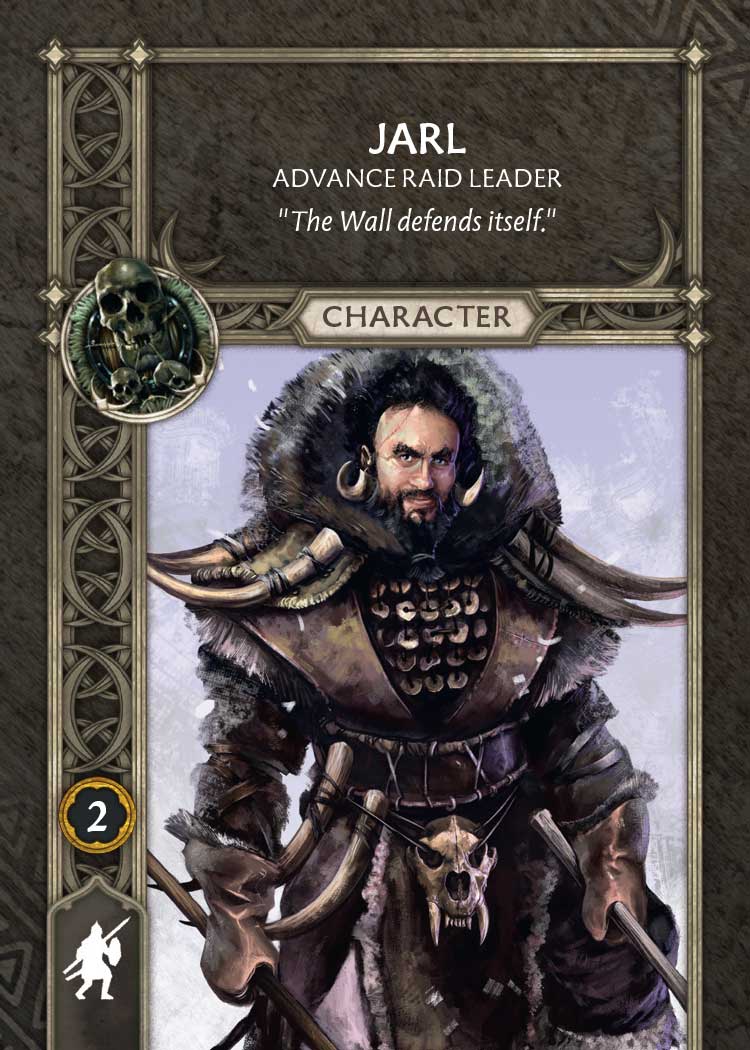 JARL
ADVANCE RAID LEADER
"The Wall defends itself."
CHARACTER
2